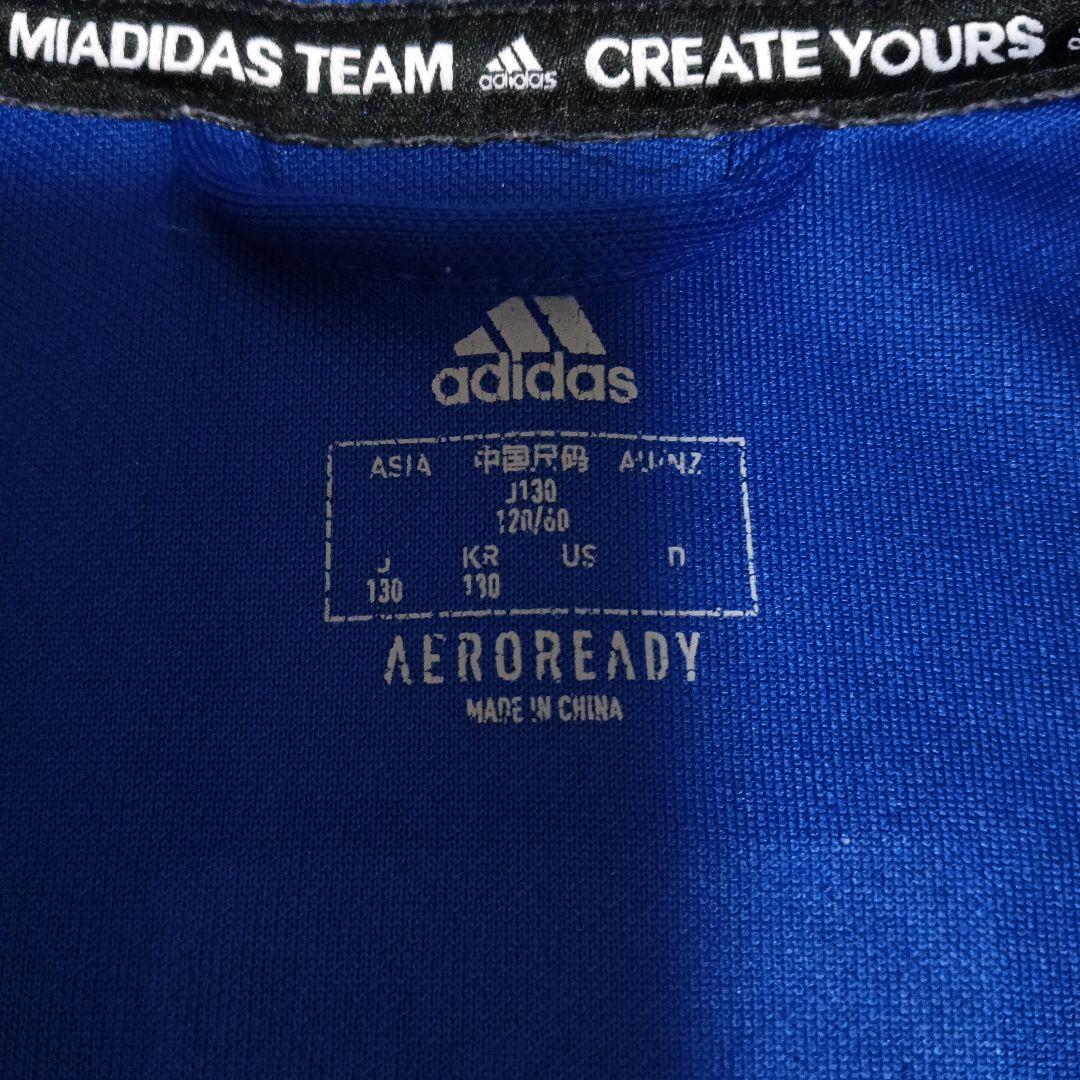 MIADIDAS TEAM adidas CREATE YOURS
adidas
ASIA 中国尺码 AU/NZ
J130
120/60
J KR US
130 130
AEROREADY
MADE IN CHINA